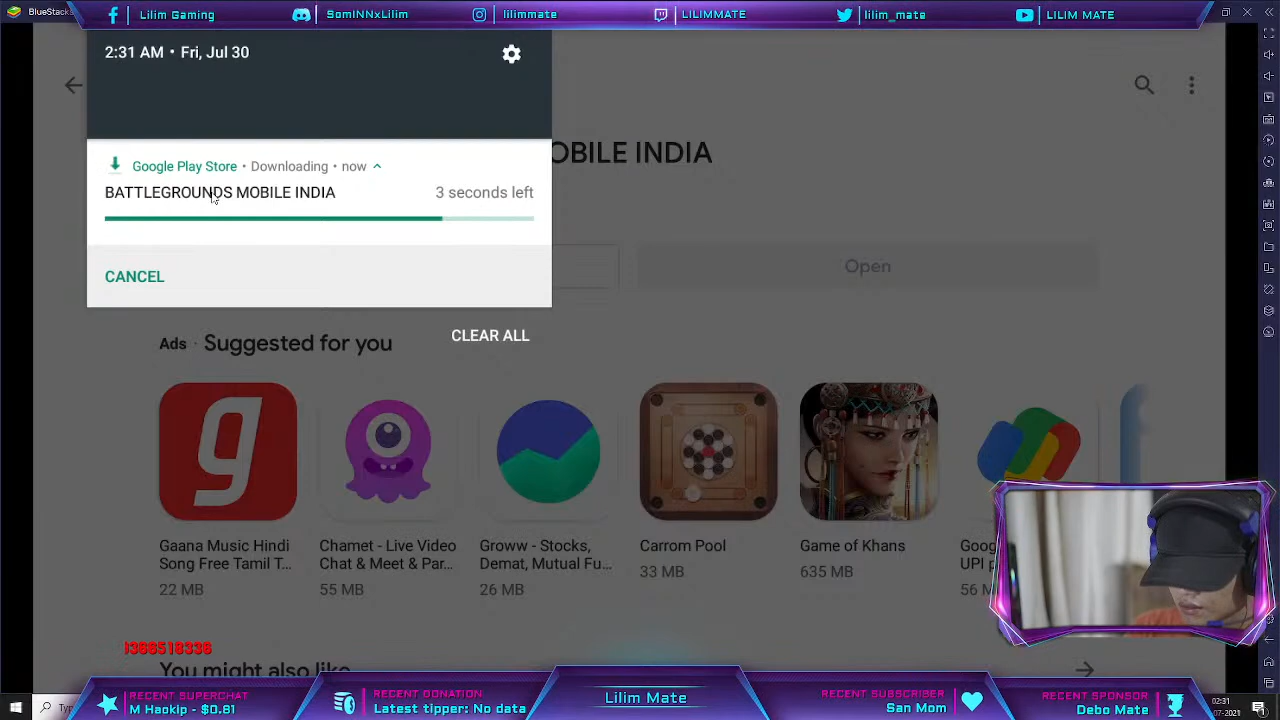 BlueStacks
Lilim Gaming
SomINNxLilim
lilimmate
LILIMMATE
lilim_mate
LILIM MATE
2:31 AM • Fri, Jul 30
OBILE INDIA
Google Play Store • Downloading • now
BATTLEGROUNDS MOBILE INDIA
3 seconds left
CANCEL
Open
CLEAR ALL
Ads · Suggested for you
Gaana Music Hindi
Song Free Tamil T...
22 MB
Chamet - Live Video
Chat & Meet & Par...
55 MB
Groww - Stocks,
Demat, Mutual Fu...
26 MB
Carrom Pool
33 MB
Game of Khans
635 MB
Goog
UPI p
56 M
You might also like
RECENT SUPERCHAT
M Haokip - $0.81
RECENT DONATION
Latest tipper: No data
Lilim Mate
RECENT SUBSCRIBER
San Mom
RECENT SPONSOR
Debo Mate
02:31